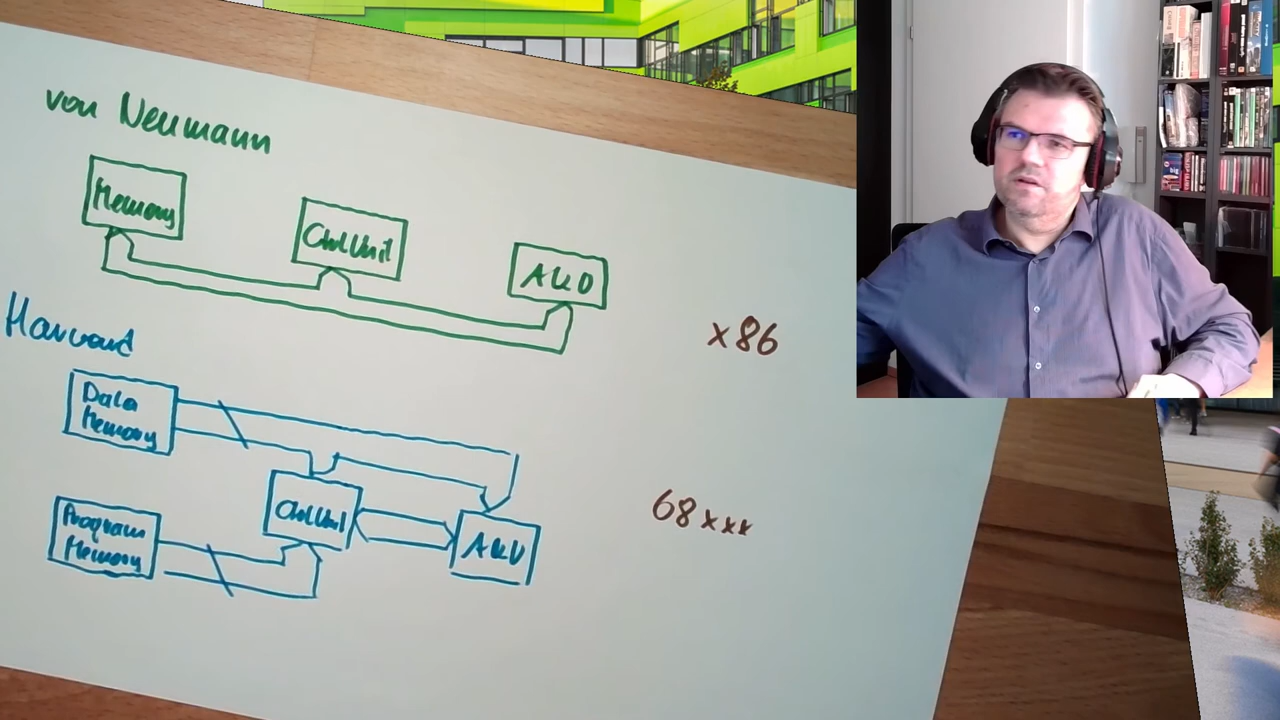 von Neumann
Memory
Ctrl Unit
ALU
x86
Harvard
Data
Memory
Ctrl Unit
Program
Memory
ALU
68xxx